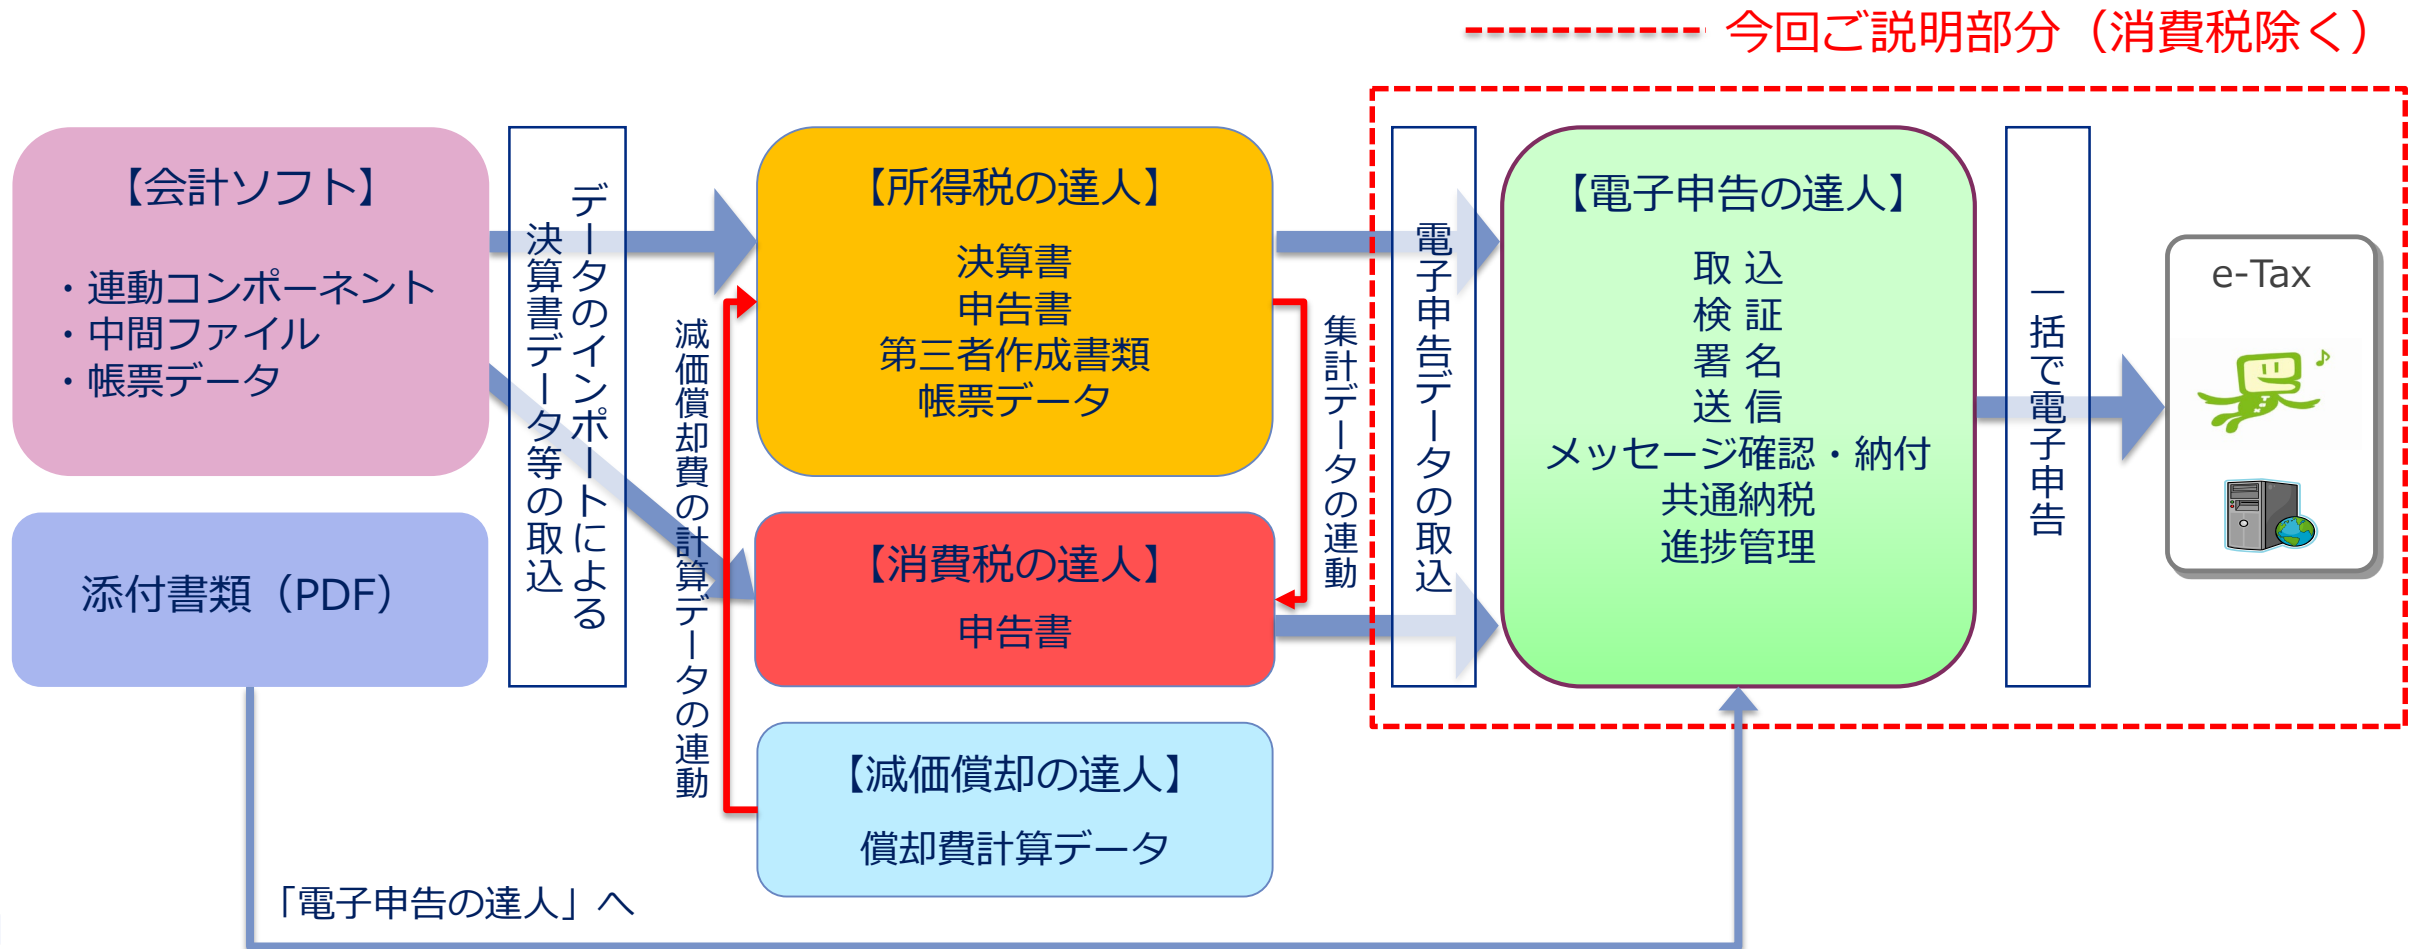 今回ご説明部分（消費税除く）
【会計ソフト】
・連動コンポーネント
・中間ファイル
・帳票データ
添付書類（PDF）
データのインポートによる
決算書データ等の取込
減価償却費の計算データの連動
【所得税の達人】
決算書
申告書
第三者作成書類
帳票データ
【消費税の達人】
申告書
【減価償却の達人】
償却費計算データ
集計データの連動
電子申告データの取込
【電子申告の達人】
取 込
検 証
署 名
送 信
メッセージ確認・納付
共通納税
進捗管理
一括で電子申告
e-Tax
「電子申告の達人」へ